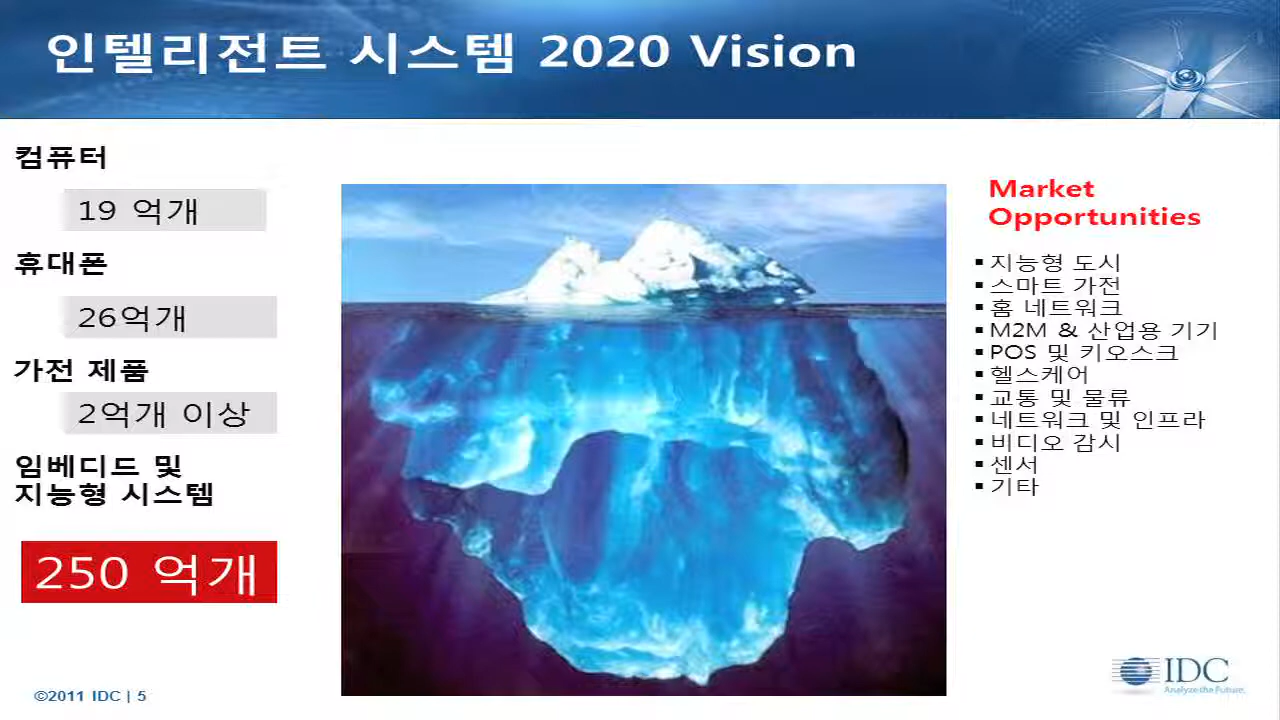 인텔리전트 시스템 2020 Vision
컴퓨터
19 억개
휴대폰
26억개
가전 제품
2억개 이상
임베디드 및
지능형 시스템
250 억개
Market
Opportunities
▪ 지능형 도시
▪ 스마트 가전
▪ 홈 네트워크
▪ M2M & 산업용 기기
▪ POS 및 키오스크
▪ 헬스케어
▪ 교통 및 물류
▪ 네트워크 및 인프라
▪ 비디오 감시
▪ 센서
▪ 기타
©2011 IDC | 5
IDC
Analyze the Future